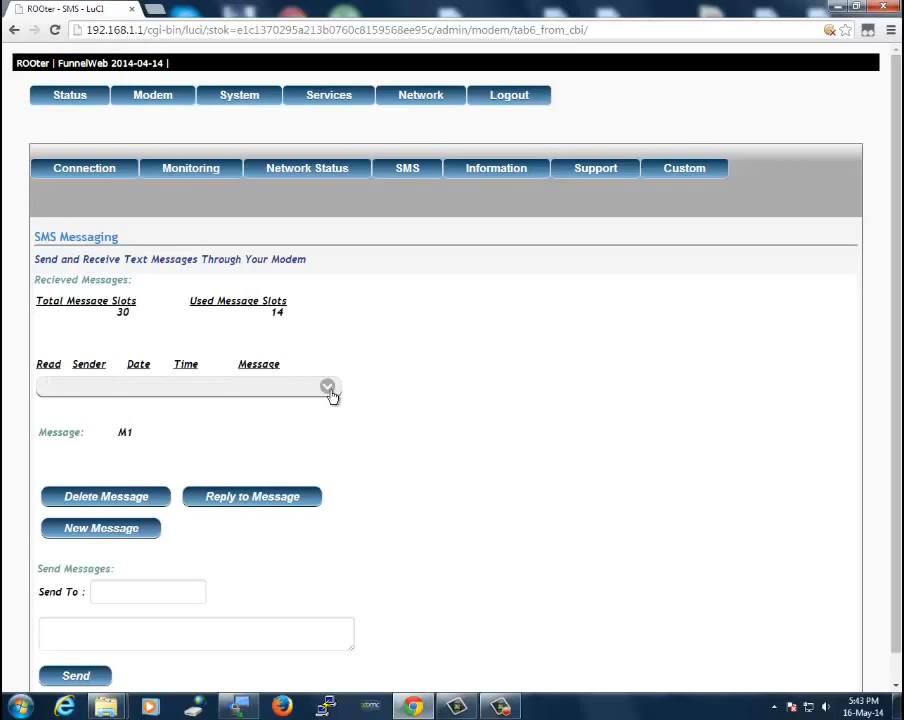 ROOter - SMS - LuCI
192.168.1.1/cgi-bin/luci/;stok=e1c1370295a213b0760c8159568ee95c/admin/modem/tab6_from_cbi/
ROOter | FunnelWeb 2014-04-14 |
Status Modem System Services Network Logout
Connection Monitoring Network Status SMS Information Support Custom
SMS Messaging
Send and Receive Text Messages Through Your Modem
Recieved Messages:
Total Message Slots Used Message Slots
30 14
Read Sender Date Time Message
Message: M1
Delete Message Reply to Message
New Message
Send Messages:
Send To :
Send
5:43 PM
16-May-14